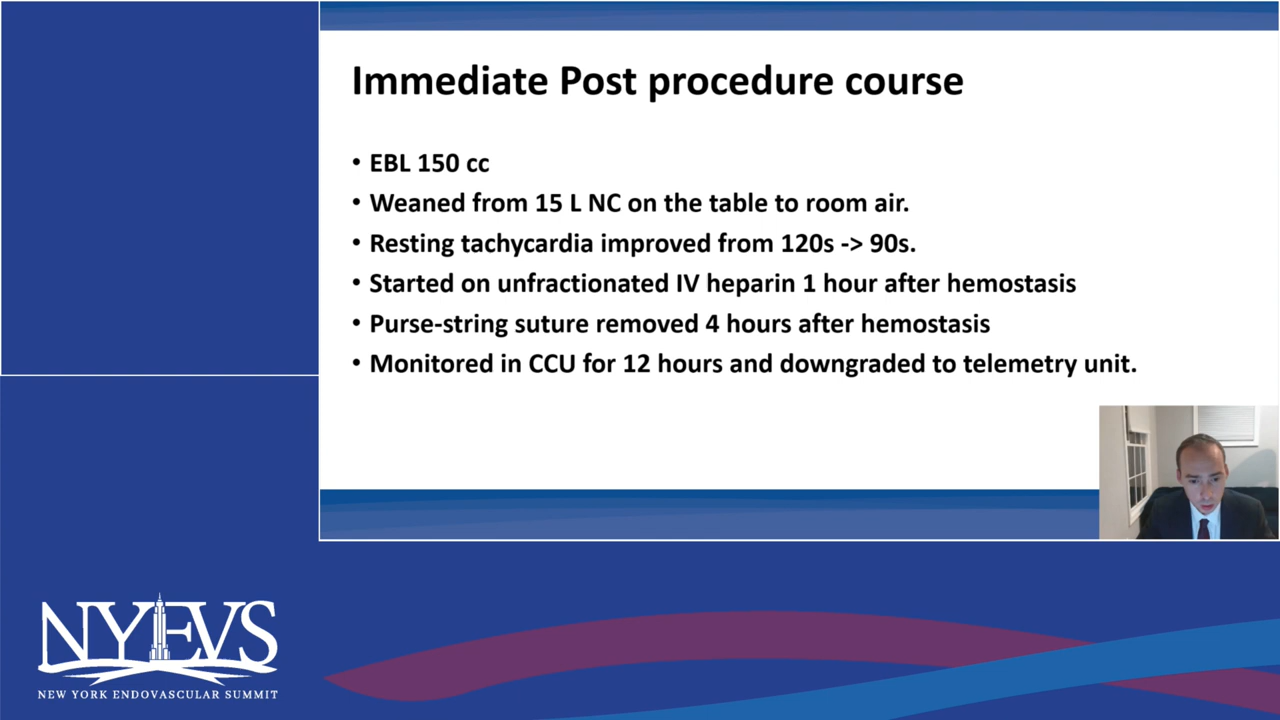 Immediate Post procedure course
• EBL 150 cc
• Weaned from 15 L NC on the table to room air.
• Resting tachycardia improved from 120s -> 90s.
• Started on unfractionated IV heparin 1 hour after hemostasis
• Purse-string suture removed 4 hours after hemostasis
• Monitored in CCU for 12 hours and downgraded to telemetry unit.
NYEVS
NEW YORK ENDOVASCULAR SUMMIT